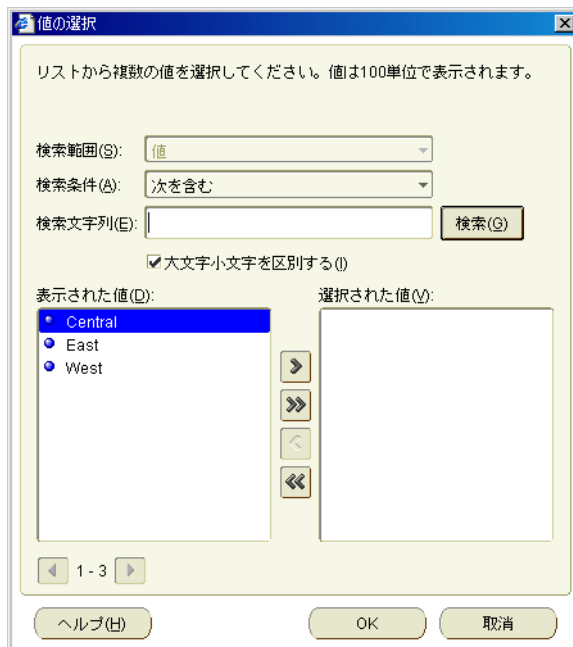 値の選択
リストから複数の値を選択してください。値は100単位で表示されます。
検索範囲(S): 値
検索条件(A): 次を含む
検索文字列(E): 検索(G)
大文字小文字を区別する(I)
表示された値(D): 選択された値(V):
Central
East
West
1 - 3
ヘルプ(H) OK 取消